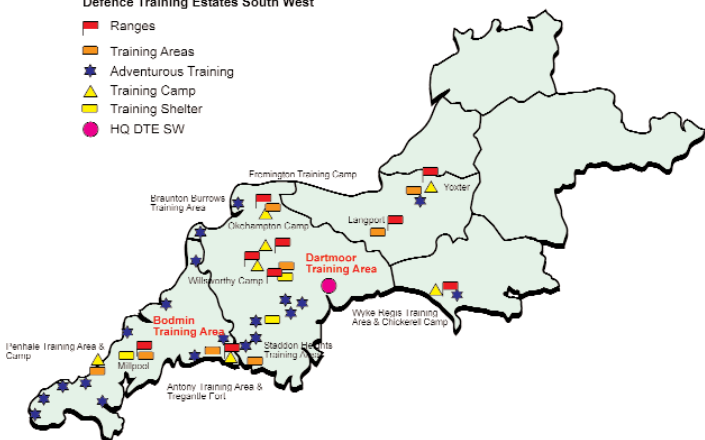 Defence Training Estates South West
Ranges
Training Areas
Adventurous Training
Training Camp
Training Shelter
HQ DTE SW
Fremington Training Camp
Braunton Burrows
Training Area
Yoxter
Langport
Okehampton Camp
Dartmoor
Training Area
Willsworthy Camp
Wyke Regis Training
Area & Chickerell Camp
Bodmin
Training Area
Penhale Training Area &
Camp
Millpool
Staddon Heights
Training Area
Antony Training Area &
Tregantle Fort